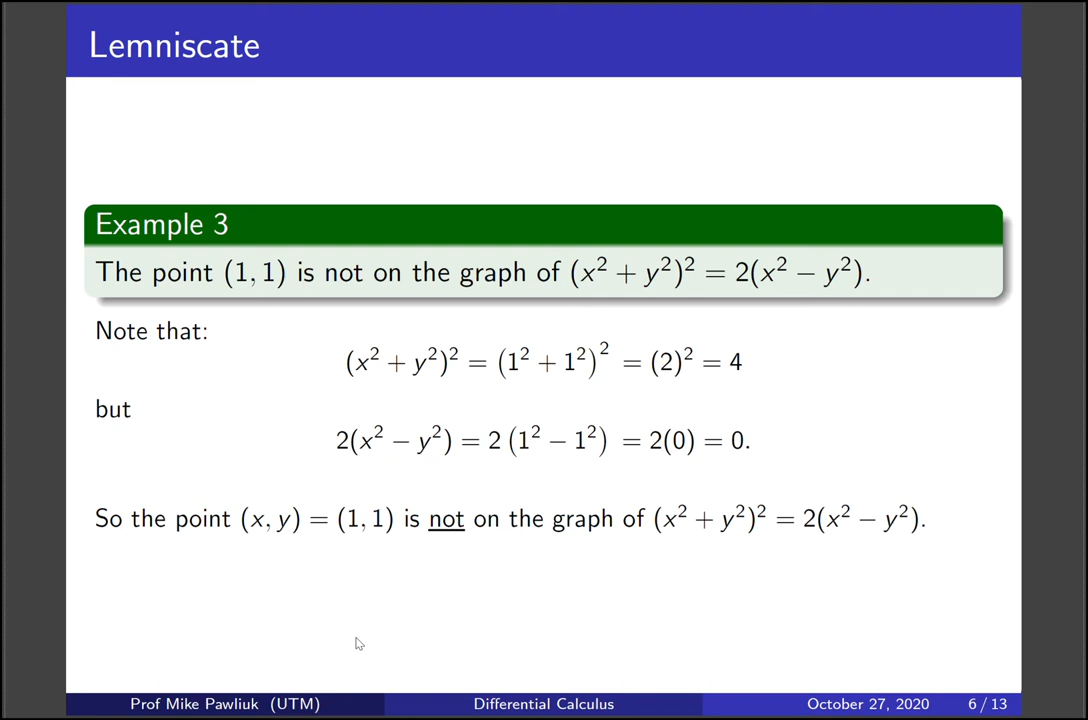 Lemniscate
Example 3
The point (1, 1) is not on the graph of (x² + y²)² = 2(x² − y²).
Note that:
(x² + y²)² = (1² + 1²)² = (2)² = 4
but
2(x² − y²) = 2 (1² − 1²) = 2(0) = 0.
So the point (x, y) = (1, 1) is not on the graph of (x² + y²)² = 2(x² − y²).
Prof Mike Pawliuk (UTM) Differential Calculus October 27, 2020 6 / 13